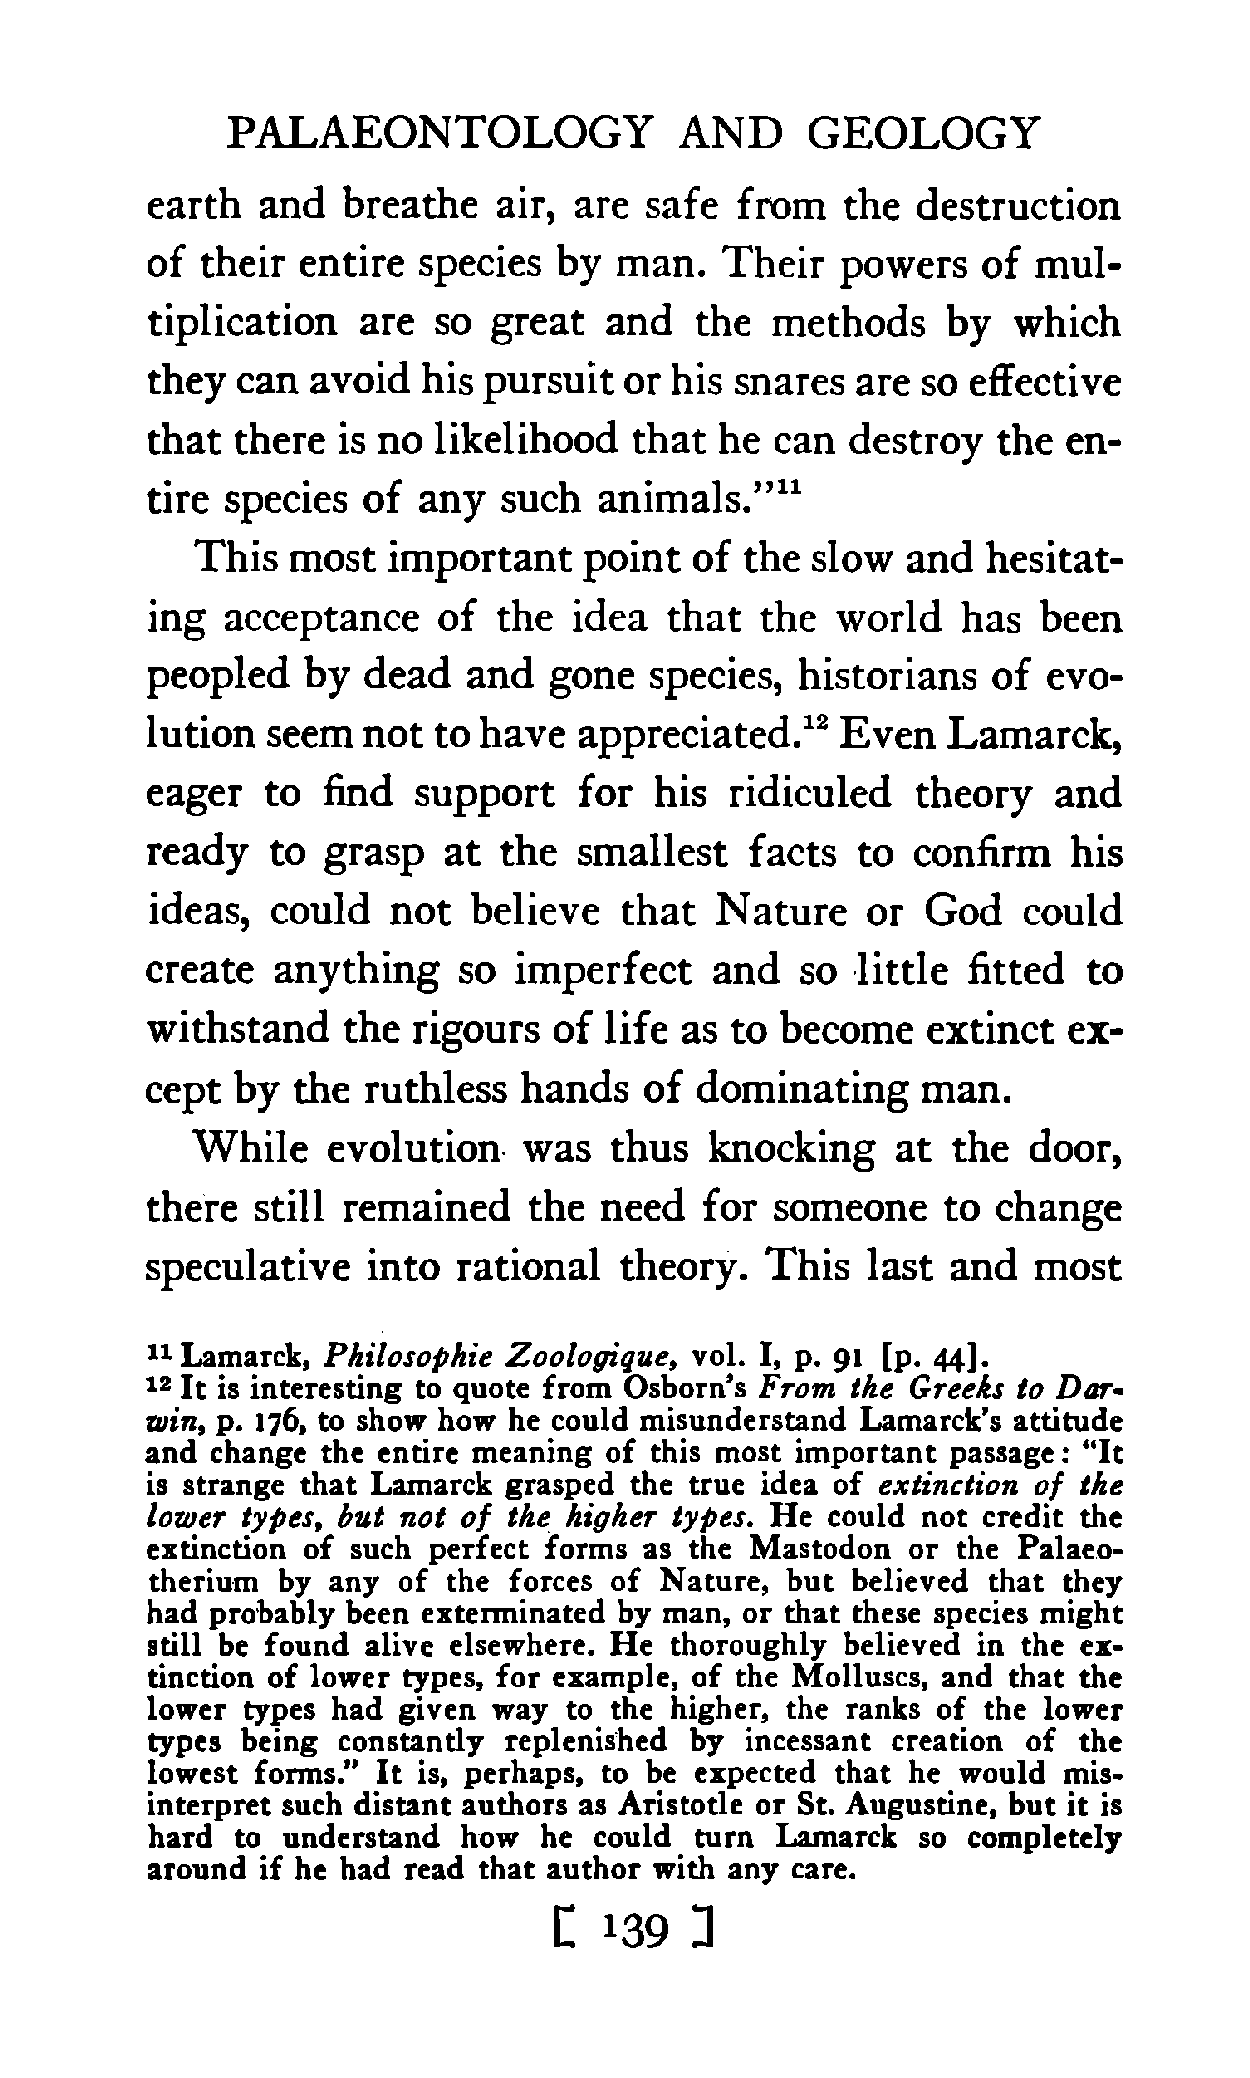 PALAEONTOLOGY AND GEOLOGY
earth and breathe air, are safe from the destruction
of their entire species by man. Their powers of mul-
tiplication are so great and the methods by which
they can avoid his pursuit or his snares are so effective
that there is no likelihood that he can destroy the en-
tire species of any such animals."¹¹
This most important point of the slow and hesitat-
ing acceptance of the idea that the world has been
peopled by dead and gone species, historians of evo-
lution seem not to have appreciated.¹² Even Lamarck,
eager to find support for his ridiculed theory and
ready to grasp at the smallest facts to confirm his
ideas, could not believe that Nature or God could
create anything so imperfect and so little fitted to
withstand the rigours of life as to become extinct ex-
cept by the ruthless hands of dominating man.
While evolution was thus knocking at the door,
there still remained the need for someone to change
speculative into rational theory. This last and most
¹¹ Lamarck, Philosophie Zoologique, vol. I, p. 91 [p. 44].
¹² It is interesting to quote from Osborn's From the Greeks to Dar-
win, p. 176, to show how he could misunderstand Lamarck's attitude
and change the entire meaning of this most important passage: "It
is strange that Lamarck grasped the true idea of extinction of the
lower types, but not of the higher types. He could not credit the
extinction of such perfect forms as the Mastodon or the Palaeo-
therium by any of the forces of Nature, but believed that they
had probably been exterminated by man, or that these species might
still be found alive elsewhere. He thoroughly believed in the ex-
tinction of lower types, for example, of the Molluscs, and that the
lower types had given way to the higher, the ranks of the lower
types being constantly replenished by incessant creation of the
lowest forms." It is, perhaps, to be expected that he would mis-
interpret such distant authors as Aristotle or St. Augustine, but it is
hard to understand how he could turn Lamarck so completely
around if he had read that author with any care.
[ 139 ]